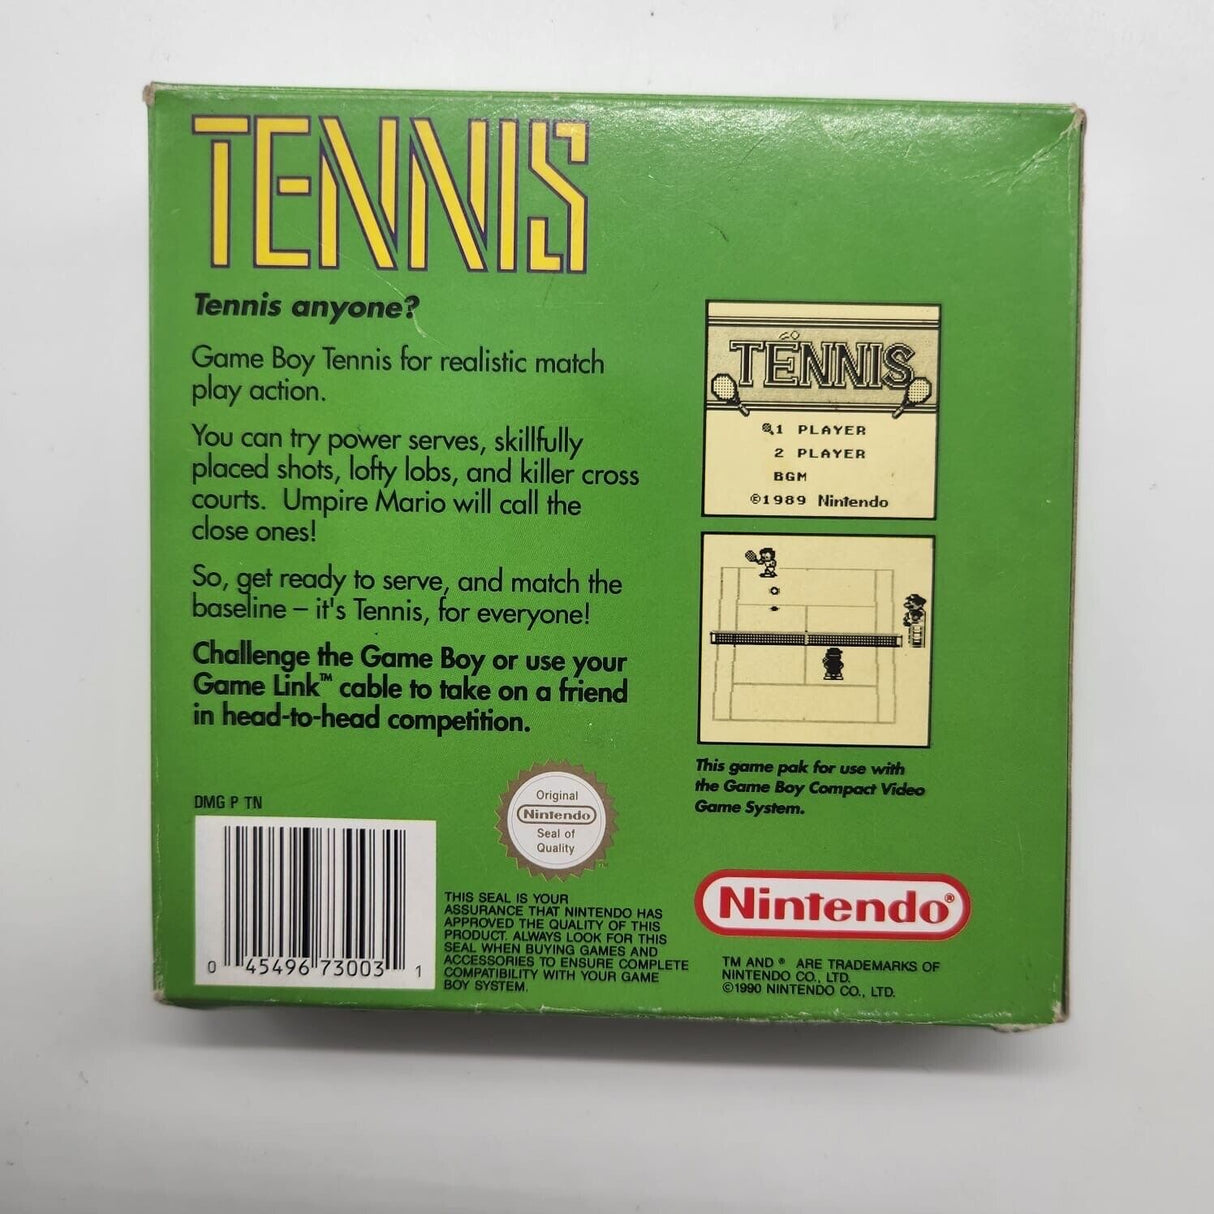 TENNIS
Tennis anyone?
Game Boy Tennis for realistic match
play action.
You can try power serves, skillfully
placed shots, lofty lobs, and killer cross
courts. Umpire Mario will call the
close ones!
So, get ready to serve, and match the
baseline – it's Tennis, for everyone!
Challenge the Game Boy or use your
Game Link™ cable to take on a friend
in head-to-head competition.
TENNIS
1 PLAYER
2 PLAYER
BGM
©1989 Nintendo
This game pak for use with
the Game Boy Compact Video
Game System.
DMG P TN
0 45496 73003 1
Original
Nintendo
Seal of
Quality
TM
THIS SEAL IS YOUR
ASSURANCE THAT NINTENDO HAS
APPROVED THE QUALITY OF THIS
PRODUCT. ALWAYS LOOK FOR THIS
SEAL WHEN BUYING GAMES AND
ACCESSORIES TO ENSURE COMPLETE
COMPATIBILITY WITH YOUR GAME
BOY SYSTEM.
Nintendo®
TM AND ® ARE TRADEMARKS OF
NINTENDO CO., LTD.
©1990 NINTENDO CO., LTD.